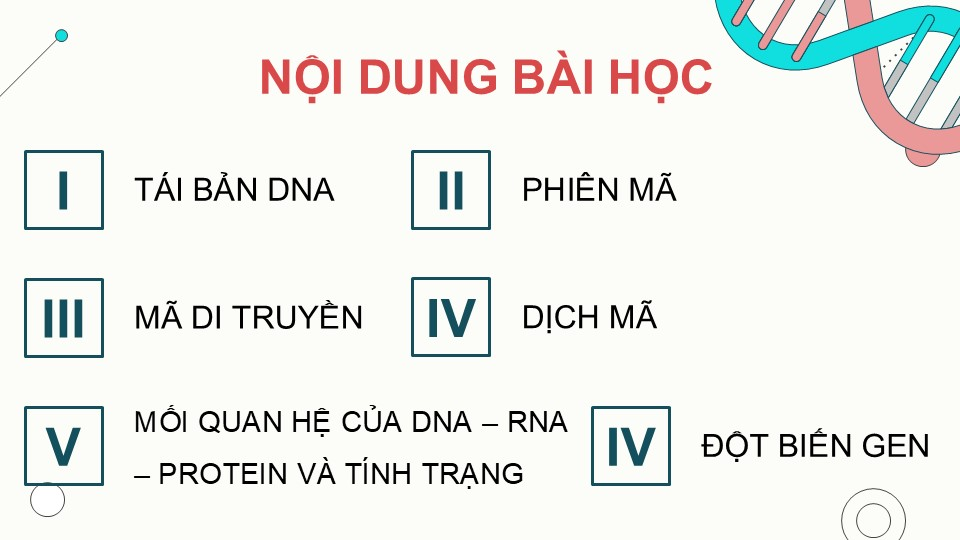 NỘI DUNG BÀI HỌC
I TÁI BẢN DNA
II PHIÊN MÃ
III MÃ DI TRUYỀN
IV DỊCH MÃ
V MỐI QUAN HỆ CỦA DNA – RNA
– PROTEIN VÀ TÍNH TRẠNG
IV ĐỘT BIẾN GEN